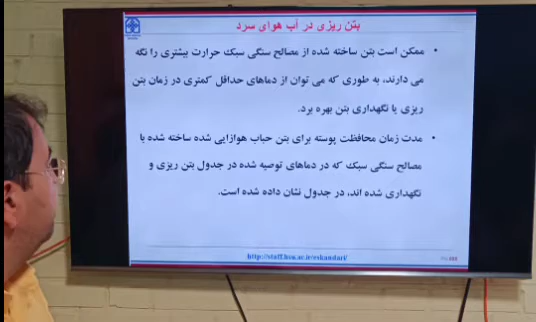 بتن ریزی در آب هوای سرد
• ممکن است بتن ساخته شده از مصالح سنگی سبک حرارت بیشتری را نگه
می دارند، به طوری که می توان از دماهای حداقل کمتری در زمان بتن
ریزی یا نگهداری بتن بهره برد.
• مدت زمان محافظت پوسته برای بتن حباب هوازایی شده ساخته شده با
مصالح سنگی سبک که در دماهای توصیه شده در جدول بتن ریزی و
نگهداری شده اند، در جدول نشان داده شده است.
http://staff.hsu.ac.ir/eskandari/